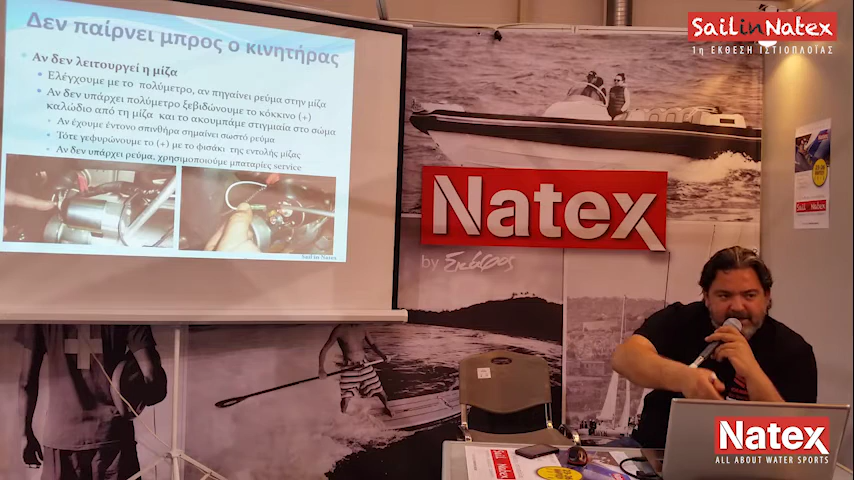 Δεν παίρνει μπρος ο κινητήρας
Αν δεν λειτουργεί η μίζα
Ελέγχουμε με το πολύμετρο, αν πηγαίνει ρεύμα στην μίζα
Αν δεν υπάρχει πολύμετρο ξεβιδώνουμε το κόκκινο (+)
καλώδιο από τη μίζα και το ακουμπάμε στιγμιαία στο σώμα
Αν έχουμε έντονο σπινθήρα σημαίνει σωστό ρεύμα
Τότε γεφυρώνουμε το (+) με το φισάκι της εντολής μίζας
Αν δεν υπάρχει ρεύμα, χρησιμοποιούμε μπαταρίες service
Sail in Natex
SailinNatex
1η ΕΚΘΕΣΗ ΙΣΤΙΟΠΛΟΪΑΣ
Natex
by Σκάφος
Natex
ALL ABOUT WATER SPORTS